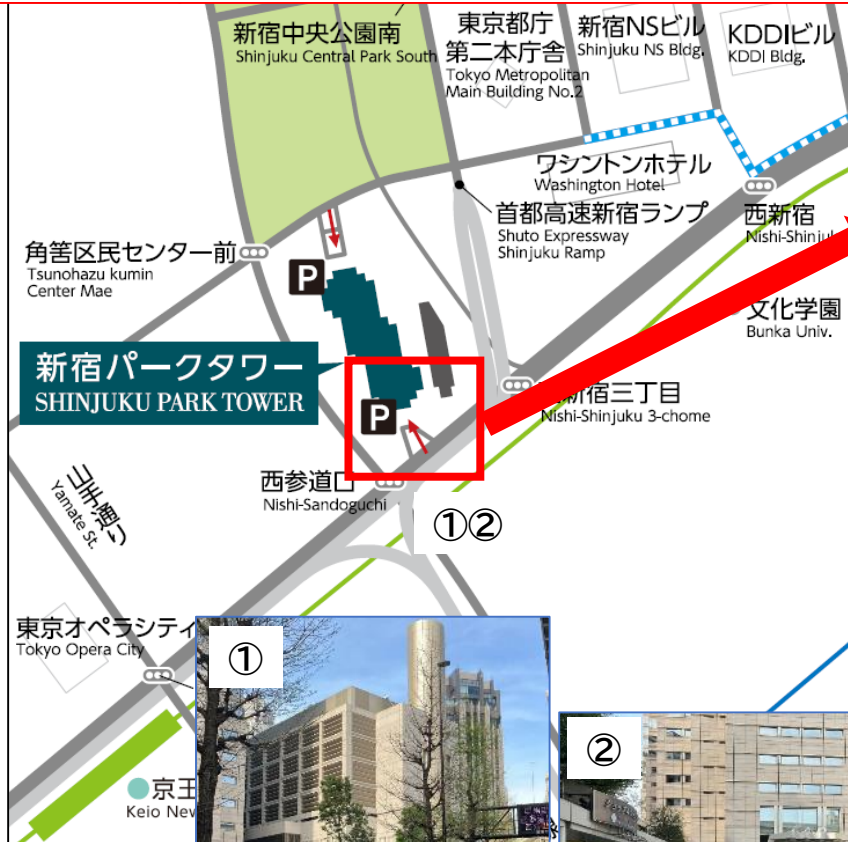 新宿中央公園南
Shinjuku Central Park South
東京都庁
第二本庁舎
Tokyo Metropolitan
Main Building No.2
新宿NSビル
Shinjuku NS Bldg.
KDDIビル
KDDI Bldg.
ワシントンホテル
Washington Hotel
首都高速新宿ランプ
Shuto Expressway
Shinjuku Ramp
西新宿
Nishi-Shinjuk
角筈区民センター前
Tsunohazu kumin
Center Mae
P
文化学園
Bunka Univ.
新宿パークタワー
SHINJUKU PARK TOWER
P
新宿三丁目
Nishi-Shinjuku 3-chome
西参道口
Nishi-Sandoguchi
①②
山手通り
Yamate St.
東京オペラシティ
Tokyo Opera City
①
②
京王
Keio New